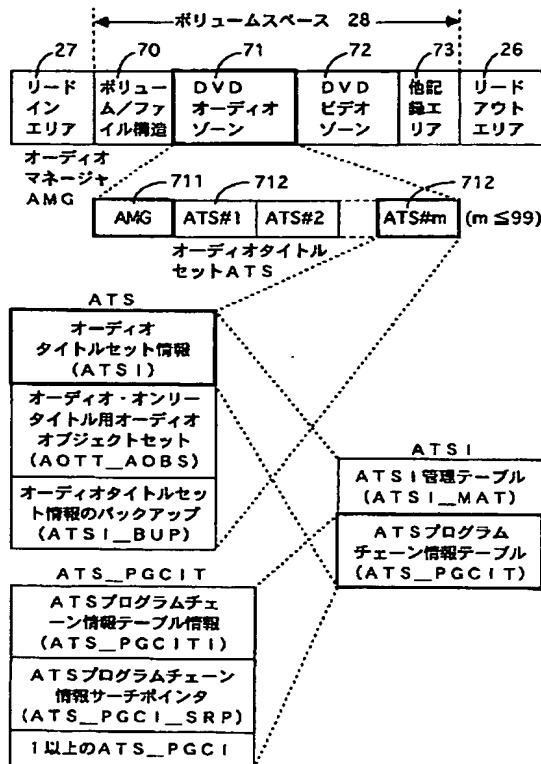 ボリュームスペース 28
27
70
71
72
73
26
リード
イン
エリア
ボリュー
ム/ファ
イル構造
DVD
オーディオ
ゾーン
DVD
ビデオ
ゾーン
他記
録エ
リア
リード
アウト
エリア
オーディオ
マネージャ
AMG
711
712
712
AMG
ATS#1
ATS#2
ATS#m
(m≦99)
オーディオタイトル
セットATS
ATS
オーディオ
タイトルセット情報
(ATSI)
オーディオ・オンリー
タイトル用オーディオ
オブジェクトセット
(AOTT__AOBS)
オーディオタイトルセッ
ト情報のバックアップ
(ATSI__BUP)
ATSI
ATSI管理テーブル
(ATSI__MAT)
ATSプログラム
チェーン情報テーブル
(ATS__PGCIT)
ATS__PGCIT
ATSプログラムチェ
ーン情報テーブル情報
(ATS__PGCITI)
ATSプログラムチェーン
情報サーチポインタ
(ATS__PGCI__SRP)
1以上のATS__PGCI